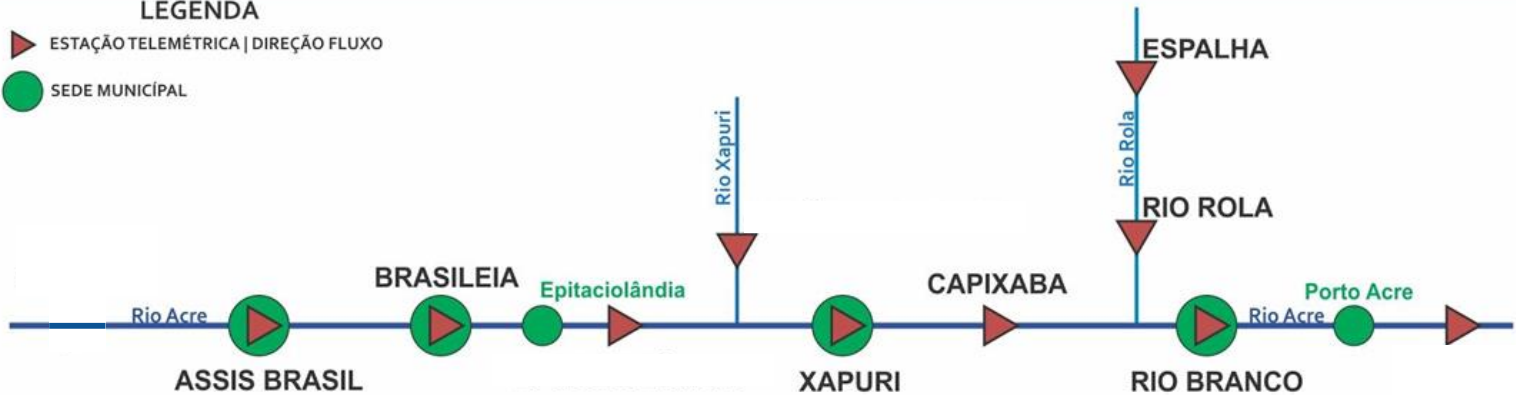 LEGENDA
ESTAÇÃO TELEMÉTRICA | DIREÇÃO FLUXO
SEDE MUNICÍPAL
ESPALHA
Rio Xapuri
Rio Rola
RIO ROLA
BRASILEIA
Epitaciolândia
CAPIXABA
Porto Acre
Rio Acre
Rio Acre
ASSIS BRASIL
XAPURI
RIO BRANCO